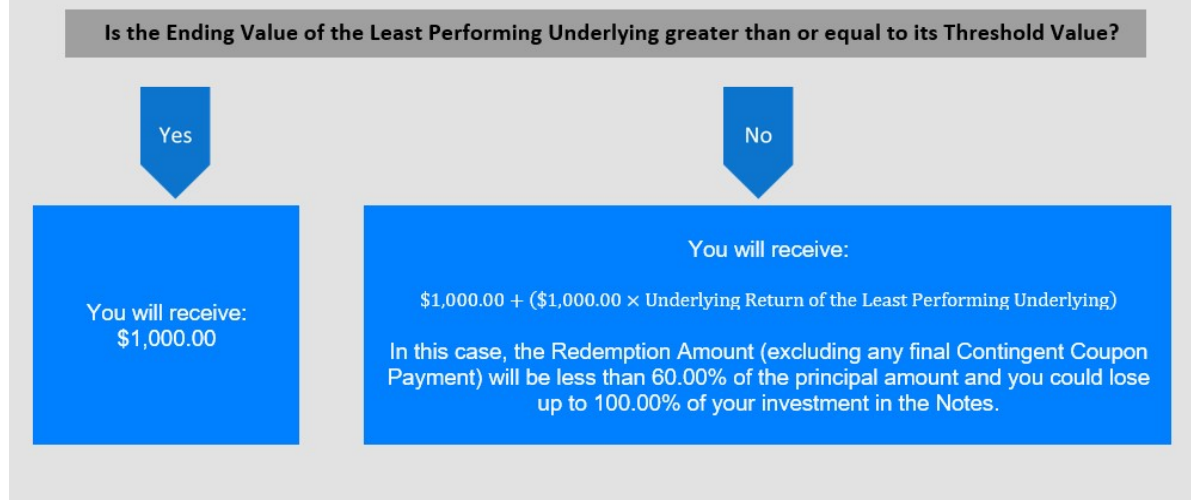 Is the Ending Value of the Least Performing Underlying greater than or equal to its Threshold Value?
Yes
No
You will receive:
$1,000.00
You will receive:
$1,000.00 + ($1,000.00 × Underlying Return of the Least Performing Underlying)
In this case, the Redemption Amount (excluding any final Contingent Coupon
Payment) will be less than 60.00% of the principal amount and you could lose
up to 100.00% of your investment in the Notes.